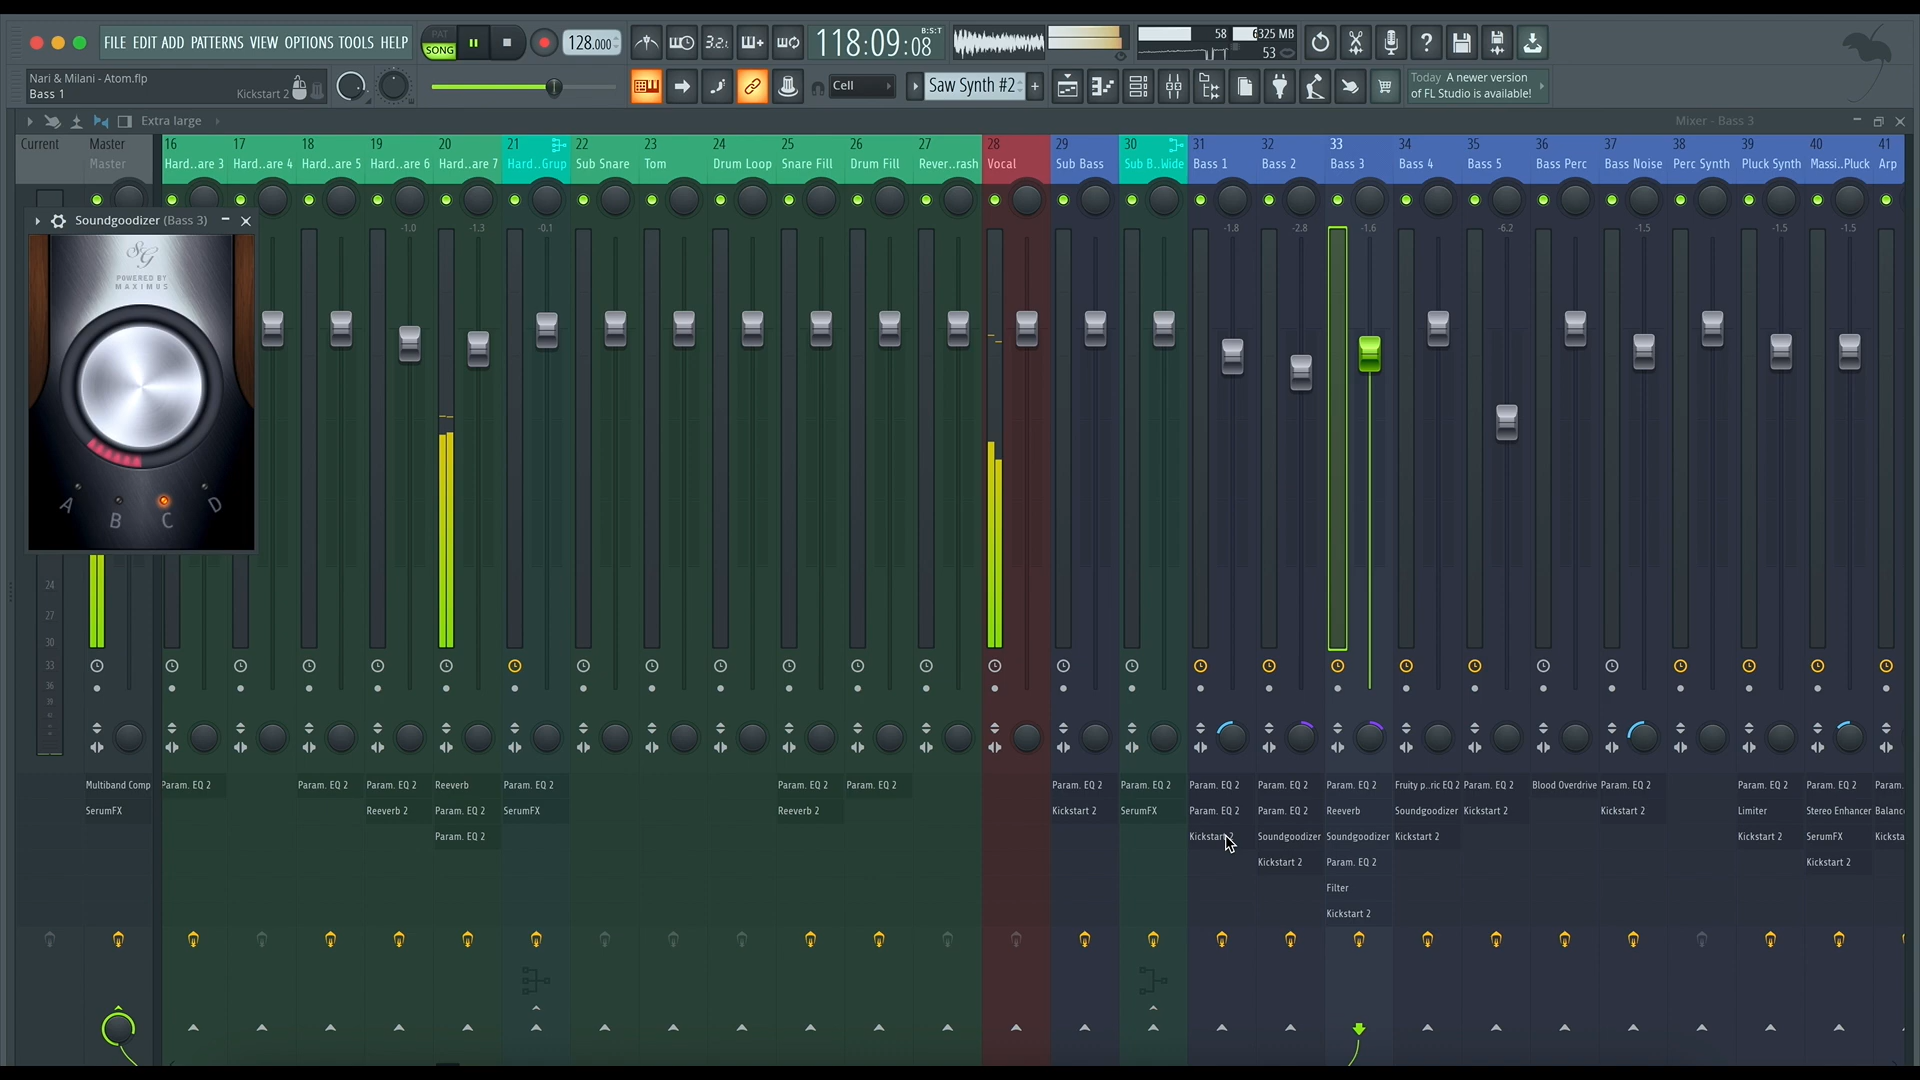 FILE EDIT ADD PATTERNS VIEW OPTIONS TOOLS HELP
PAT
SONG
128.000
3.2.
118:09:08
B:S:T
58
6325 MB
53
Nari & Milani - Atom.flp
Bass 1
Kickstart 2
Cell
Saw Synth #2
Today A newer version
of FL Studio is available!
Extra large
Mixer - Bass 3
Current
Master
Master
16 17 18 19 20 21 22 23 24 25 26 27 28 29 30 31 32 33 34 35 36 37 38 39 40 41
Hard..are 3 Hard..are 4 Hard..are 5 Hard..are 6 Hard..are 7 Hard..Grup Sub Snare Tom Drum Loop Snare Fill Drum Fill Rever..rash Vocal Sub Bass Sub B..Wide Bass 1 Bass 2 Bass 3 Bass 4 Bass 5 Bass Perc Bass Noise Perc Synth Pluck Synth Massi..Pluck Arp
Soundgoodizer (Bass 3)
-1.0 -1.3 -0.1 -1.8 -2.8 -1.6 -6.2 -1.5 -1.5 -1.5
SG
POWERED BY
MAXIMUS
A B C D
24
27
30
33
36
39
Multiband Comp Param. EQ 2 Param. EQ 2 Param. EQ 2 Reeverb Param. EQ 2 Param. EQ 2 Param. EQ 2 Param. EQ 2 Param. EQ 2 Param. EQ 2 Param. EQ 2 Param. EQ 2 Fruity p..ric EQ 2 Param. EQ 2 Blood Overdrive Param. EQ 2 Param. EQ 2 Param. EQ 2 Param.
SerumFX Reeverb 2 Param. EQ 2 SerumFX Reeverb 2 Kickstart 2 SerumFX Param. EQ 2 Param. EQ 2 Reeverb Soundgoodizer Kickstart 2 Kickstart 2 Limiter Stereo Enhancer Balanc
Param. EQ 2 Kickstart 2 Soundgoodizer Soundgoodizer Kickstart 2 Kickstart 2 SerumFX Kicksta
Kickstart 2 Param. EQ 2 Kickstart 2
Filter
Kickstart 2